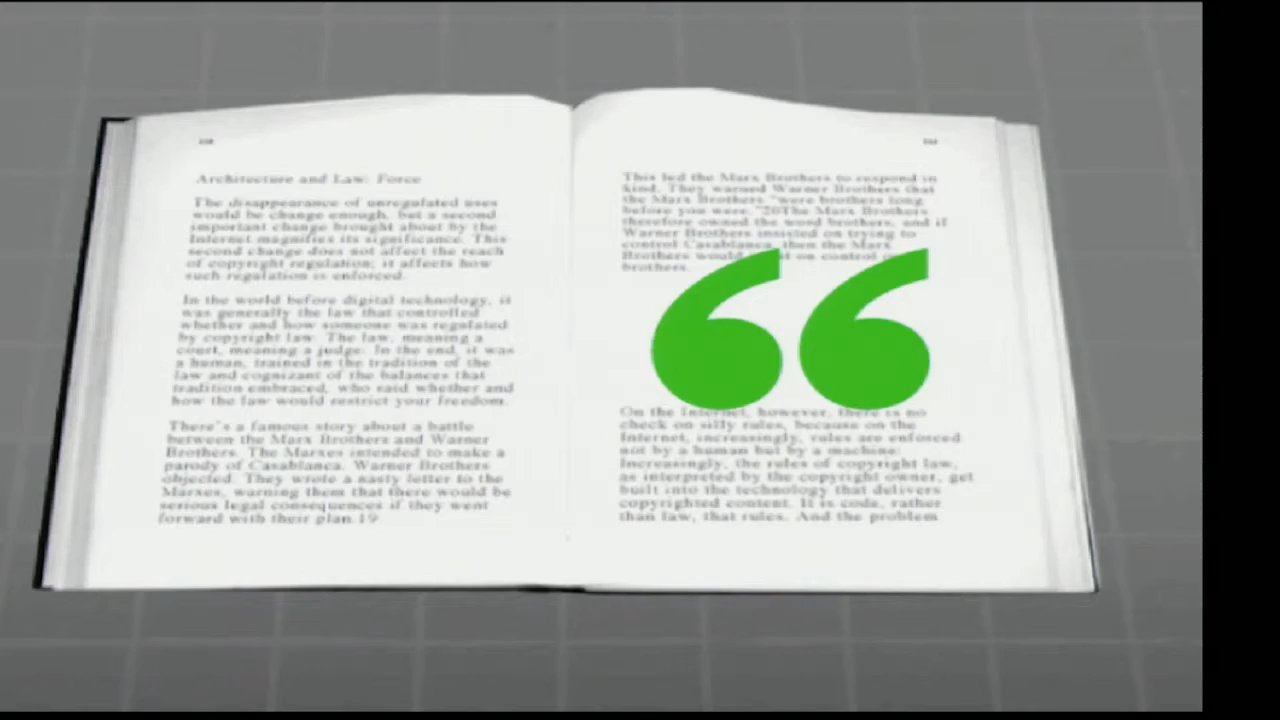 Architecture and Law: Force
The disappearance of unregulated uses
would be change enough, but a second
important change brought about by the
Internet magnifies its significance. This
second change does not affect the reach
of copyright regulation; it affects how
such regulation is enforced.
In the world before digital technology, it
was generally the law that controlled
whether and how someone was regulated
by copyright law. The law, meaning a
court, meaning a judge: In the end, it was
a human, trained in the tradition of the
law and cognizant of the balances that
tradition embraced, who said whether and
how the law would restrict your freedom.
There's a famous story about a battle
between the Marx Brothers and Warner
Brothers. The Marxes intended to make a
parody of Casablanca. Warner Brothers
objected. They wrote a nasty letter to the
Marxes, warning them that there would be
serious legal consequences if they went
forward with their plan.19
This led the Marx Brothers to respond in
kind. They warned Warner Brothers that
the Marx Brothers "were brothers long
before you were."20The Marx Brothers
therefore owned the word brothers, and if
Warner Brothers insisted on trying to
control Casablanca, then the Marx
Brothers would on control
brothers.
“
On the Internet, however, there is no
check on silly rules, because on the
Internet, increasingly, rules are enforced
not by a human but by a machine:
Increasingly, the rules of copyright law,
as interpreted by the copyright owner, get
built into the technology that delivers
copyrighted content. It is code, rather
than law, that rules. And the problem